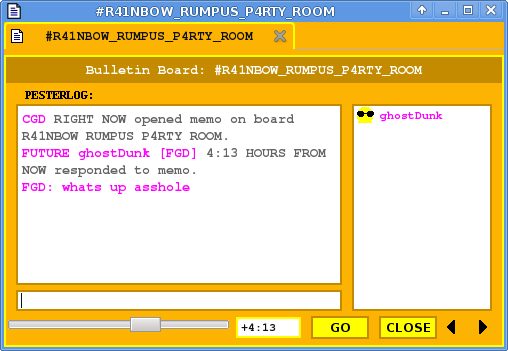 #R41NBOW_RUMPUS_P4RTY_ROOM
#R41NBOW_RUMPUS_P4RTY_ROOM
Bulletin Board: #R41NBOW_RUMPUS_P4RTY_ROOM
PESTERLOG:
CGD RIGHT NOW opened memo on board
R41NBOW RUMPUS P4RTY ROOM.
FUTURE ghostDunk [FGD] 4:13 HOURS FROM
NOW responded to memo.
FGD: whats up asshole
ghostDunk
+4:13
GO
CLOSE